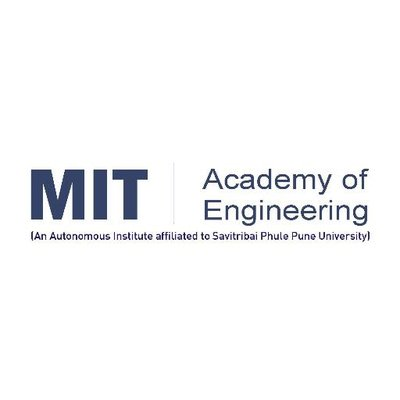 MIT
Academy of
Engineering
(An Autonomous Institute affiliated to Savitribai Phule Pune University)